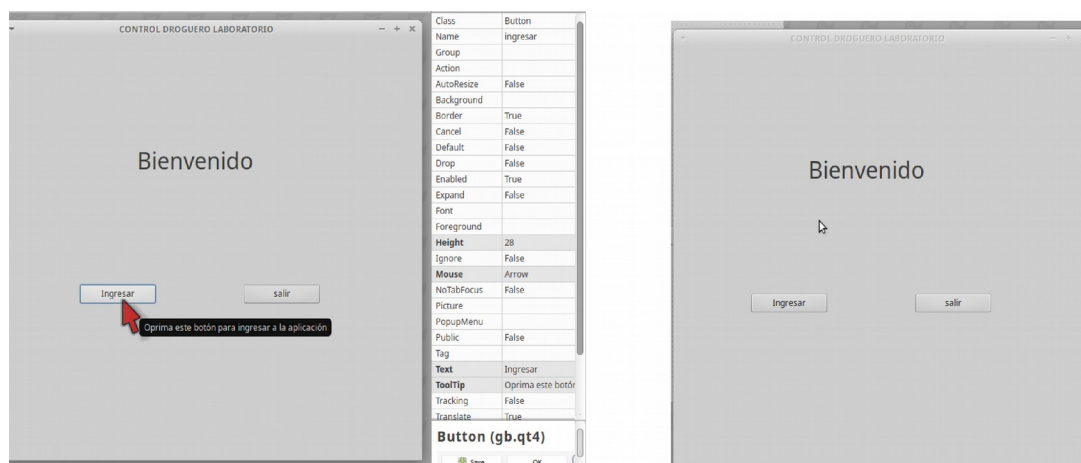 CONTROL DROGUERO LABORATORIO
Bienvenido
Ingresar salir
Oprima este botón para ingresar a la aplicación
Class Button
Name ingresar
Group
Action
AutoResize False
Background
Border True
Cancel False
Default False
Drop False
Enabled True
Expand False
Font
Foreground
Height 28
Ignore False
Mouse Arrow
NoTabFocus False
Picture
PopupMenu
Public False
Tag
Text Ingresar
ToolTip Oprima este botón
Tracking False
Translate True
Button (gb.qt4)
Save OK
CONTROL DROGUERO LABORATORIO
Bienvenido
Ingresar salir